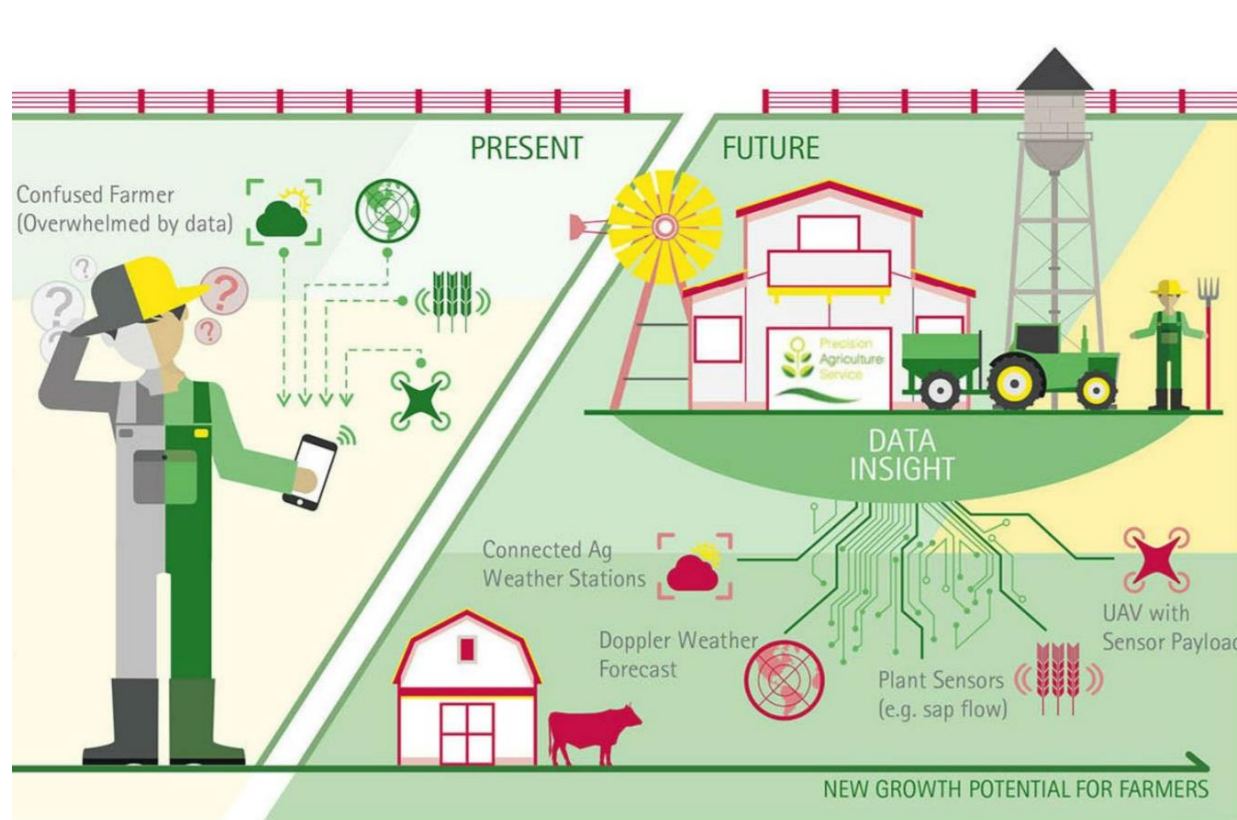 PRESENT
FUTURE
Confused Farmer
(Overwhelmed by data)
?
?
?
?
Precision
Agriculture
Service
DATA
INSIGHT
Connected Ag
Weather Stations
Doppler Weather
Forecast
Plant Sensors
(e.g. sap flow)
UAV with
Sensor Payload
NEW GROWTH POTENTIAL FOR FARMERS